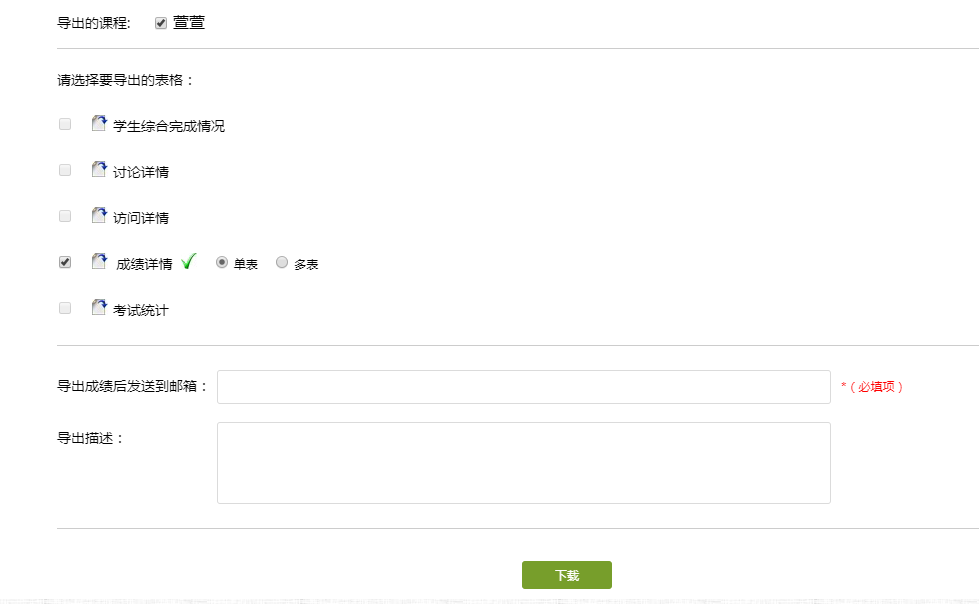 导出的课程: 萱萱
请选择要导出的表格：
学生综合完成情况
讨论详情
访问详情
成绩详情 单表 多表
考试统计
导出成绩后发送到邮箱： *（必填项）
导出描述：
下载